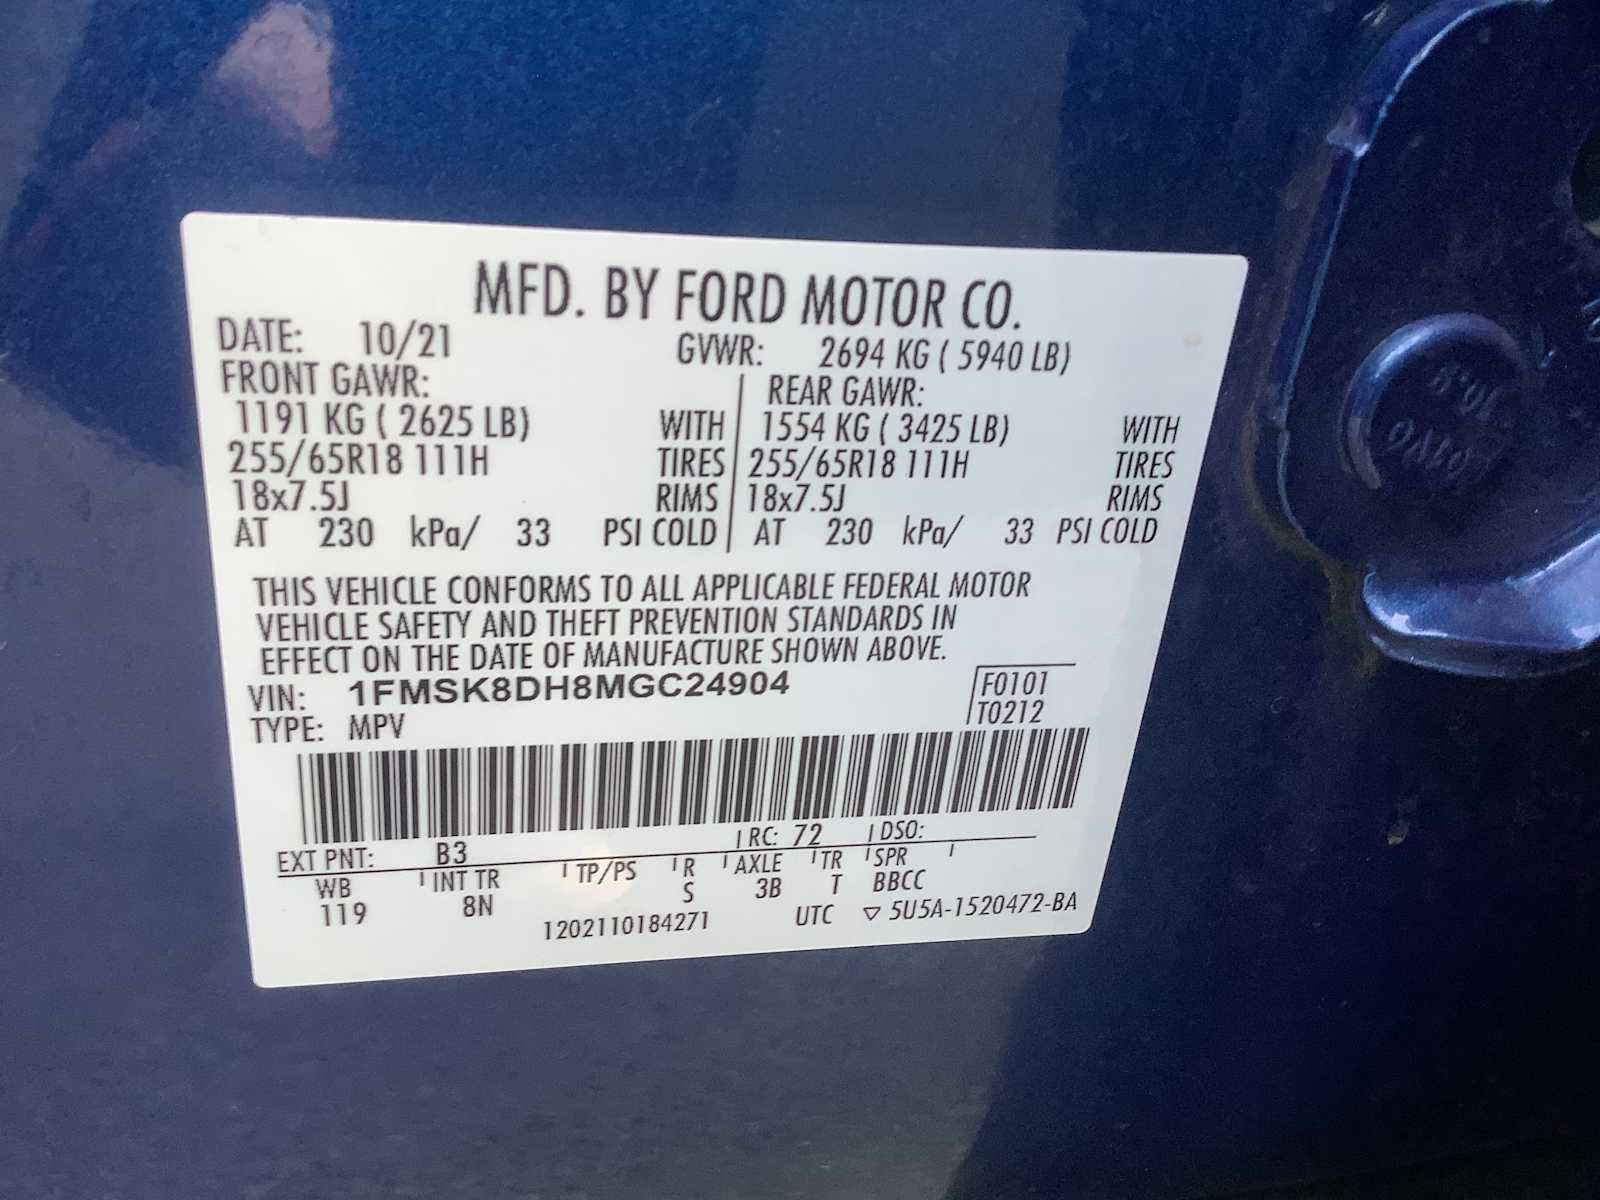 MFD. BY FORD MOTOR CO.
DATE: 10/21 GVWR: 2694 KG ( 5940 LB)
FRONT GAWR: REAR GAWR:
1191 KG ( 2625 LB) WITH 1554 KG ( 3425 LB) WITH
255/65R18 111H TIRES 255/65R18 111H TIRES
18x7.5J RIMS 18x7.5J RIMS
AT 230 kPa/ 33 PSI COLD AT 230 kPa/ 33 PSI COLD
THIS VEHICLE CONFORMS TO ALL APPLICABLE FEDERAL MOTOR
VEHICLE SAFETY AND THEFT PREVENTION STANDARDS IN
EFFECT ON THE DATE OF MANUFACTURE SHOWN ABOVE.
VIN: 1FMSK8DH8MGC24904 F0101
TYPE: MPV T0212
EXT PNT: B3 RC: 72 DSO:
WB INT TR TP/PS R AXLE TR SPR
119 8N S 3B T BBCC
1202110184271 UTC ▽ 5U5A-1520472-BA